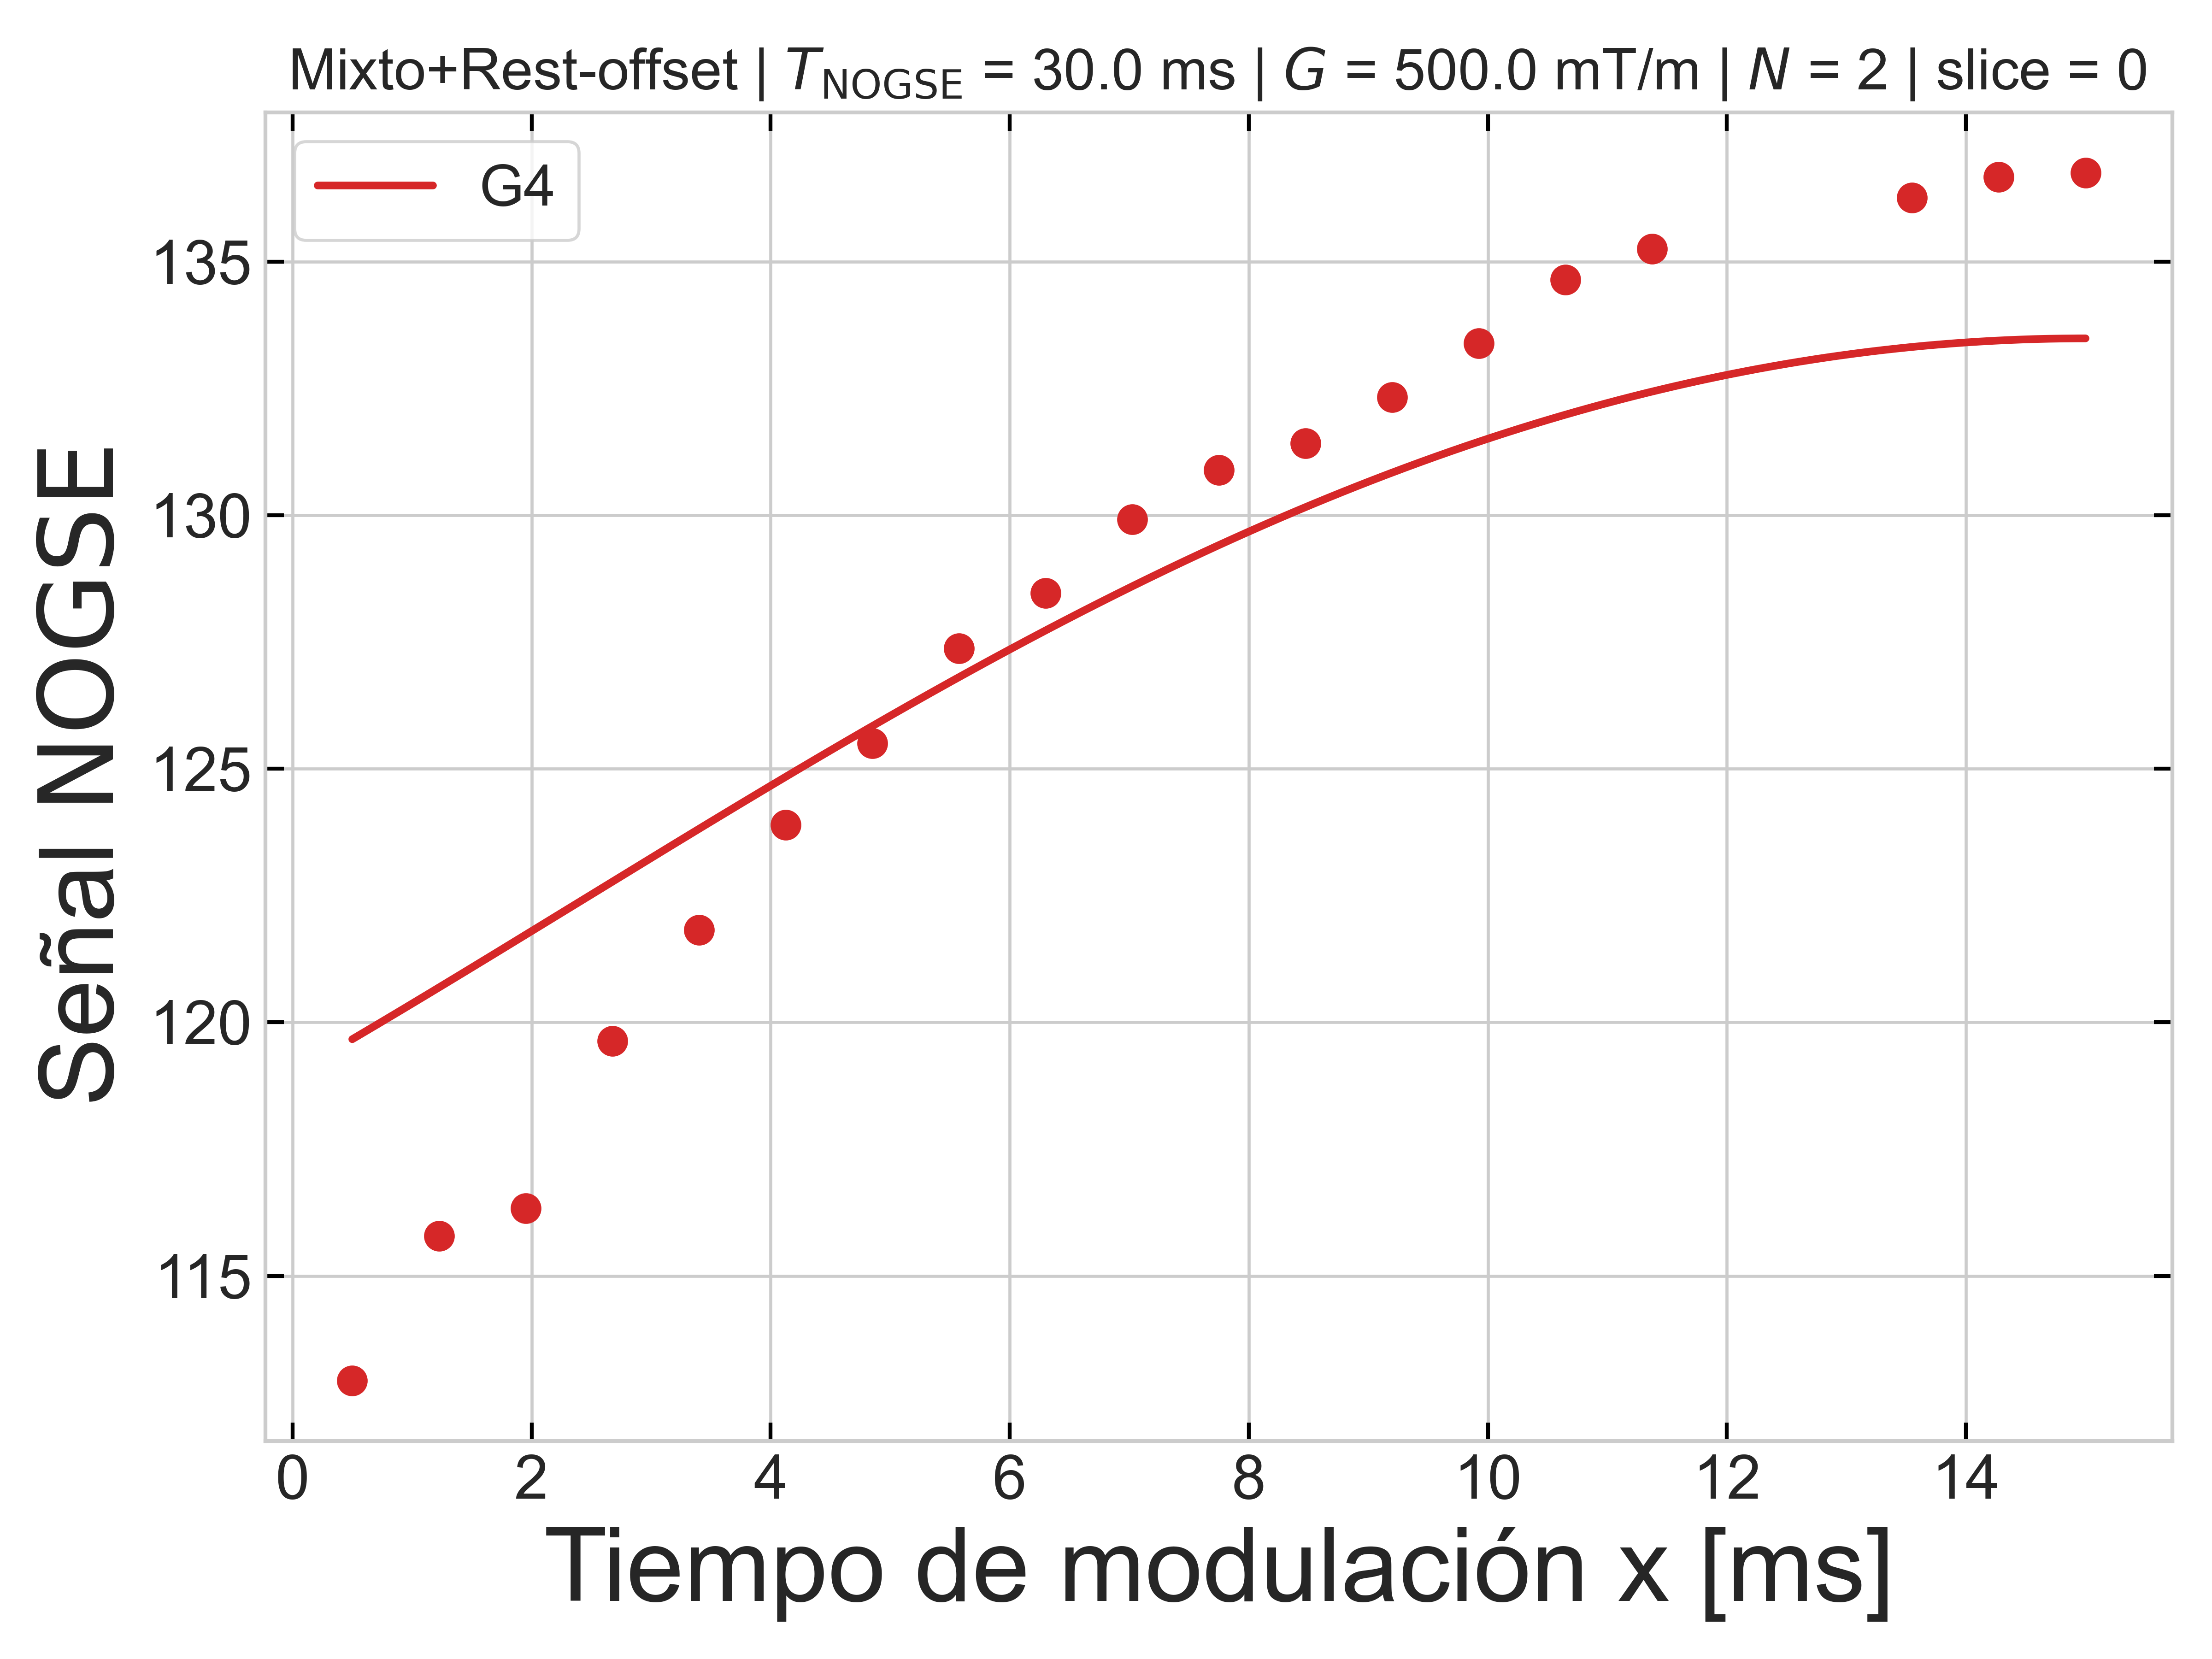 Mixto+Rest-offset | T_NOGSE = 30.0 ms | G = 500.0 mT/m | N = 2 | slice = 0
G4
135
130
125
120
115
Señal NOGSE
0 2 4 6 8 10 12 14
Tiempo de modulación x [ms]